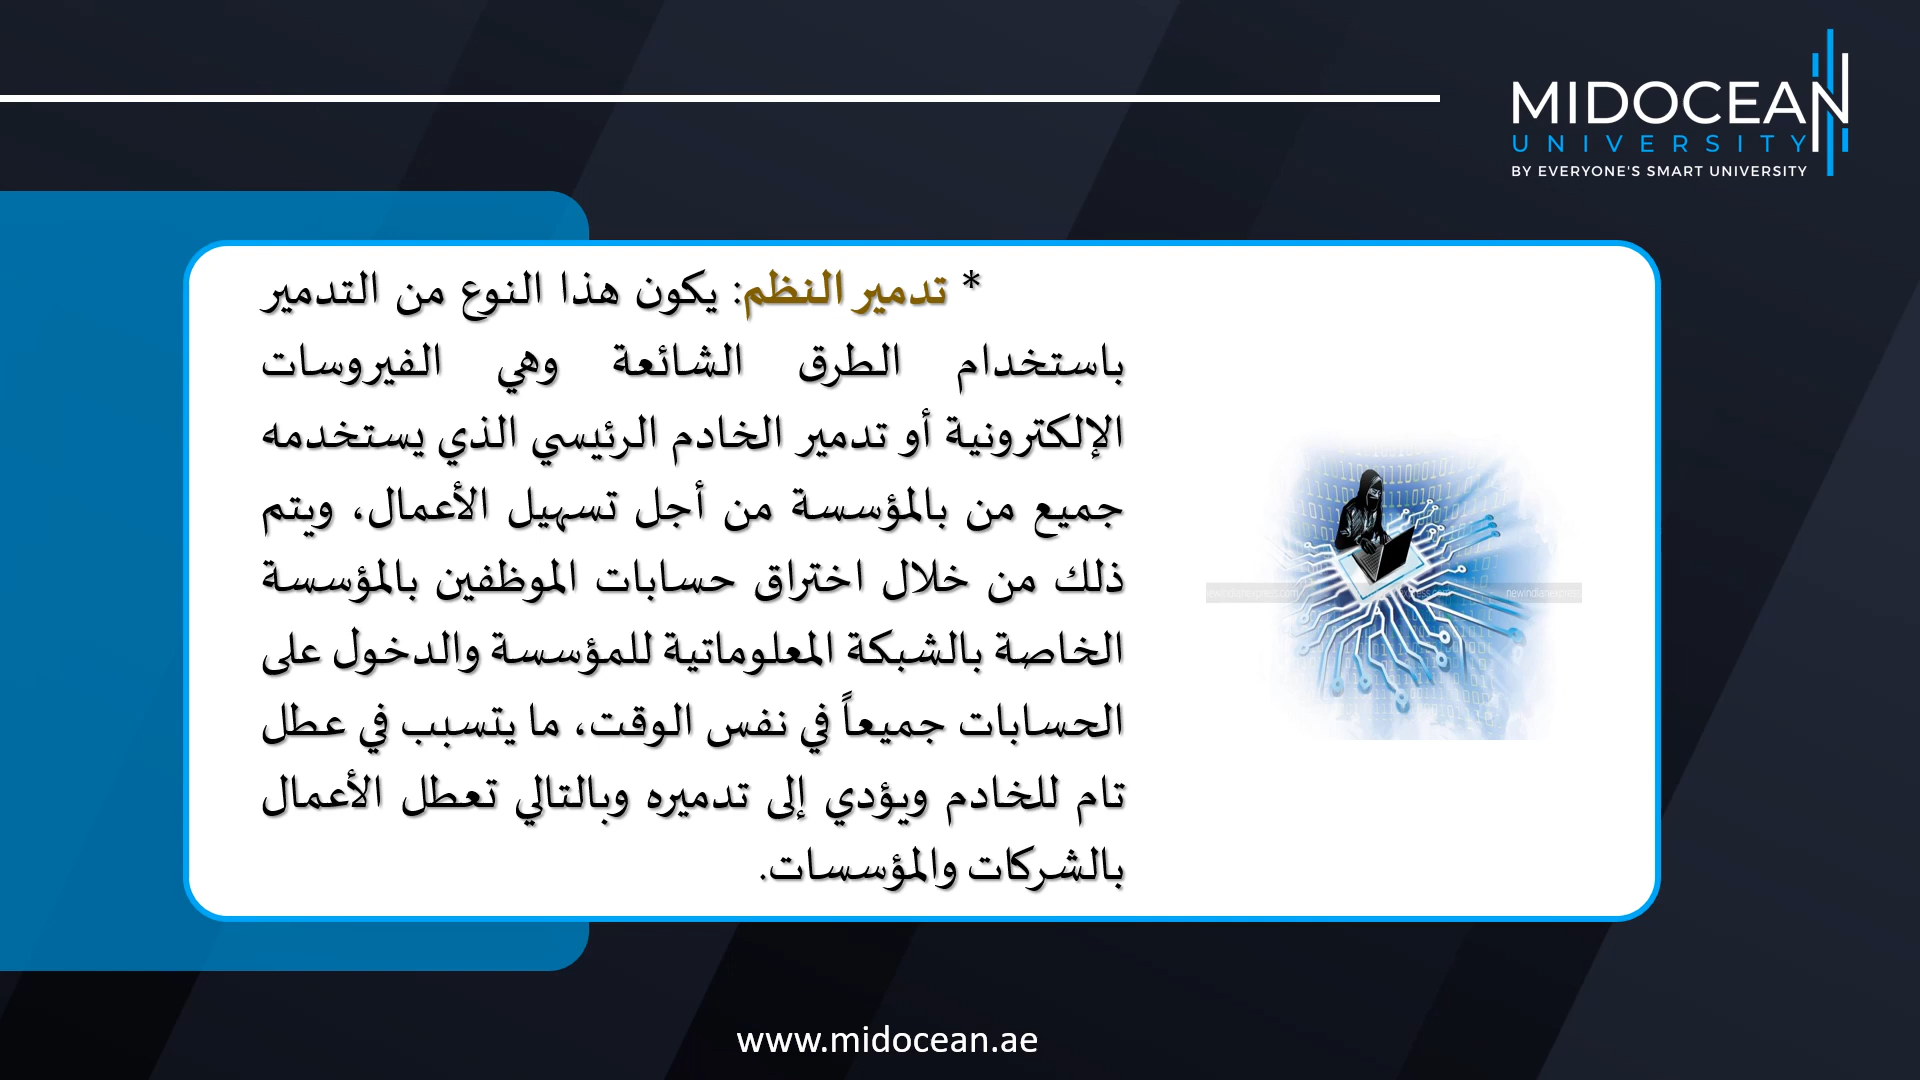 MIDOCEAN
UNIVERSITY
BY EVERYONE'S SMART UNIVERSITY
* تدمير النظم: يكون هذا النوع من التدمير
باستخدام الطرق الشائعة وهي الفيروسات
الإلكترونية أو تدمير الخادم الرئيسي الذي يستخدمه
جميع من بالمؤسسة من أجل تسهيل الأعمال، ويتم
ذلك من خلال اختراق حسابات الموظفين بالمؤسسة
الخاصة بالشبكة المعلوماتية للمؤسسة والدخول على
الحسابات جميعاً في نفس الوقت، ما يتسبب في عطل
تام للخادم ويؤدي إلى تدميره وبالتالي تعطل الأعمال
بالشركات والمؤسسات.
www.midocean.ae